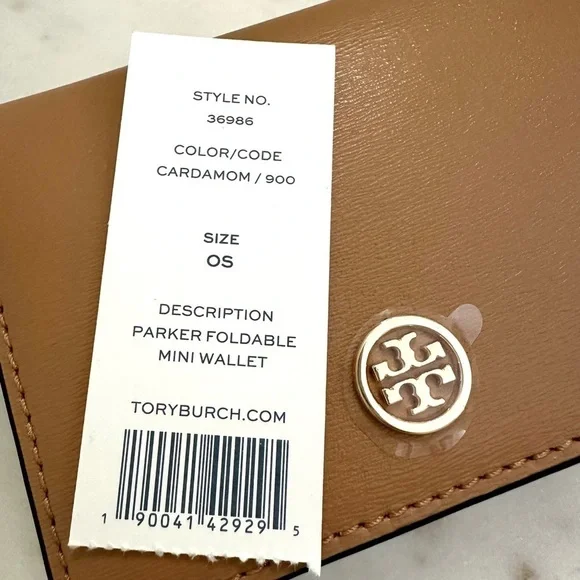 STYLE NO.
36986
COLOR/CODE
CARDAMOM / 900
SIZE
OS
DESCRIPTION
PARKER FOLDABLE
MINI WALLET
TORYBURCH.COM
1 90041 42929 5